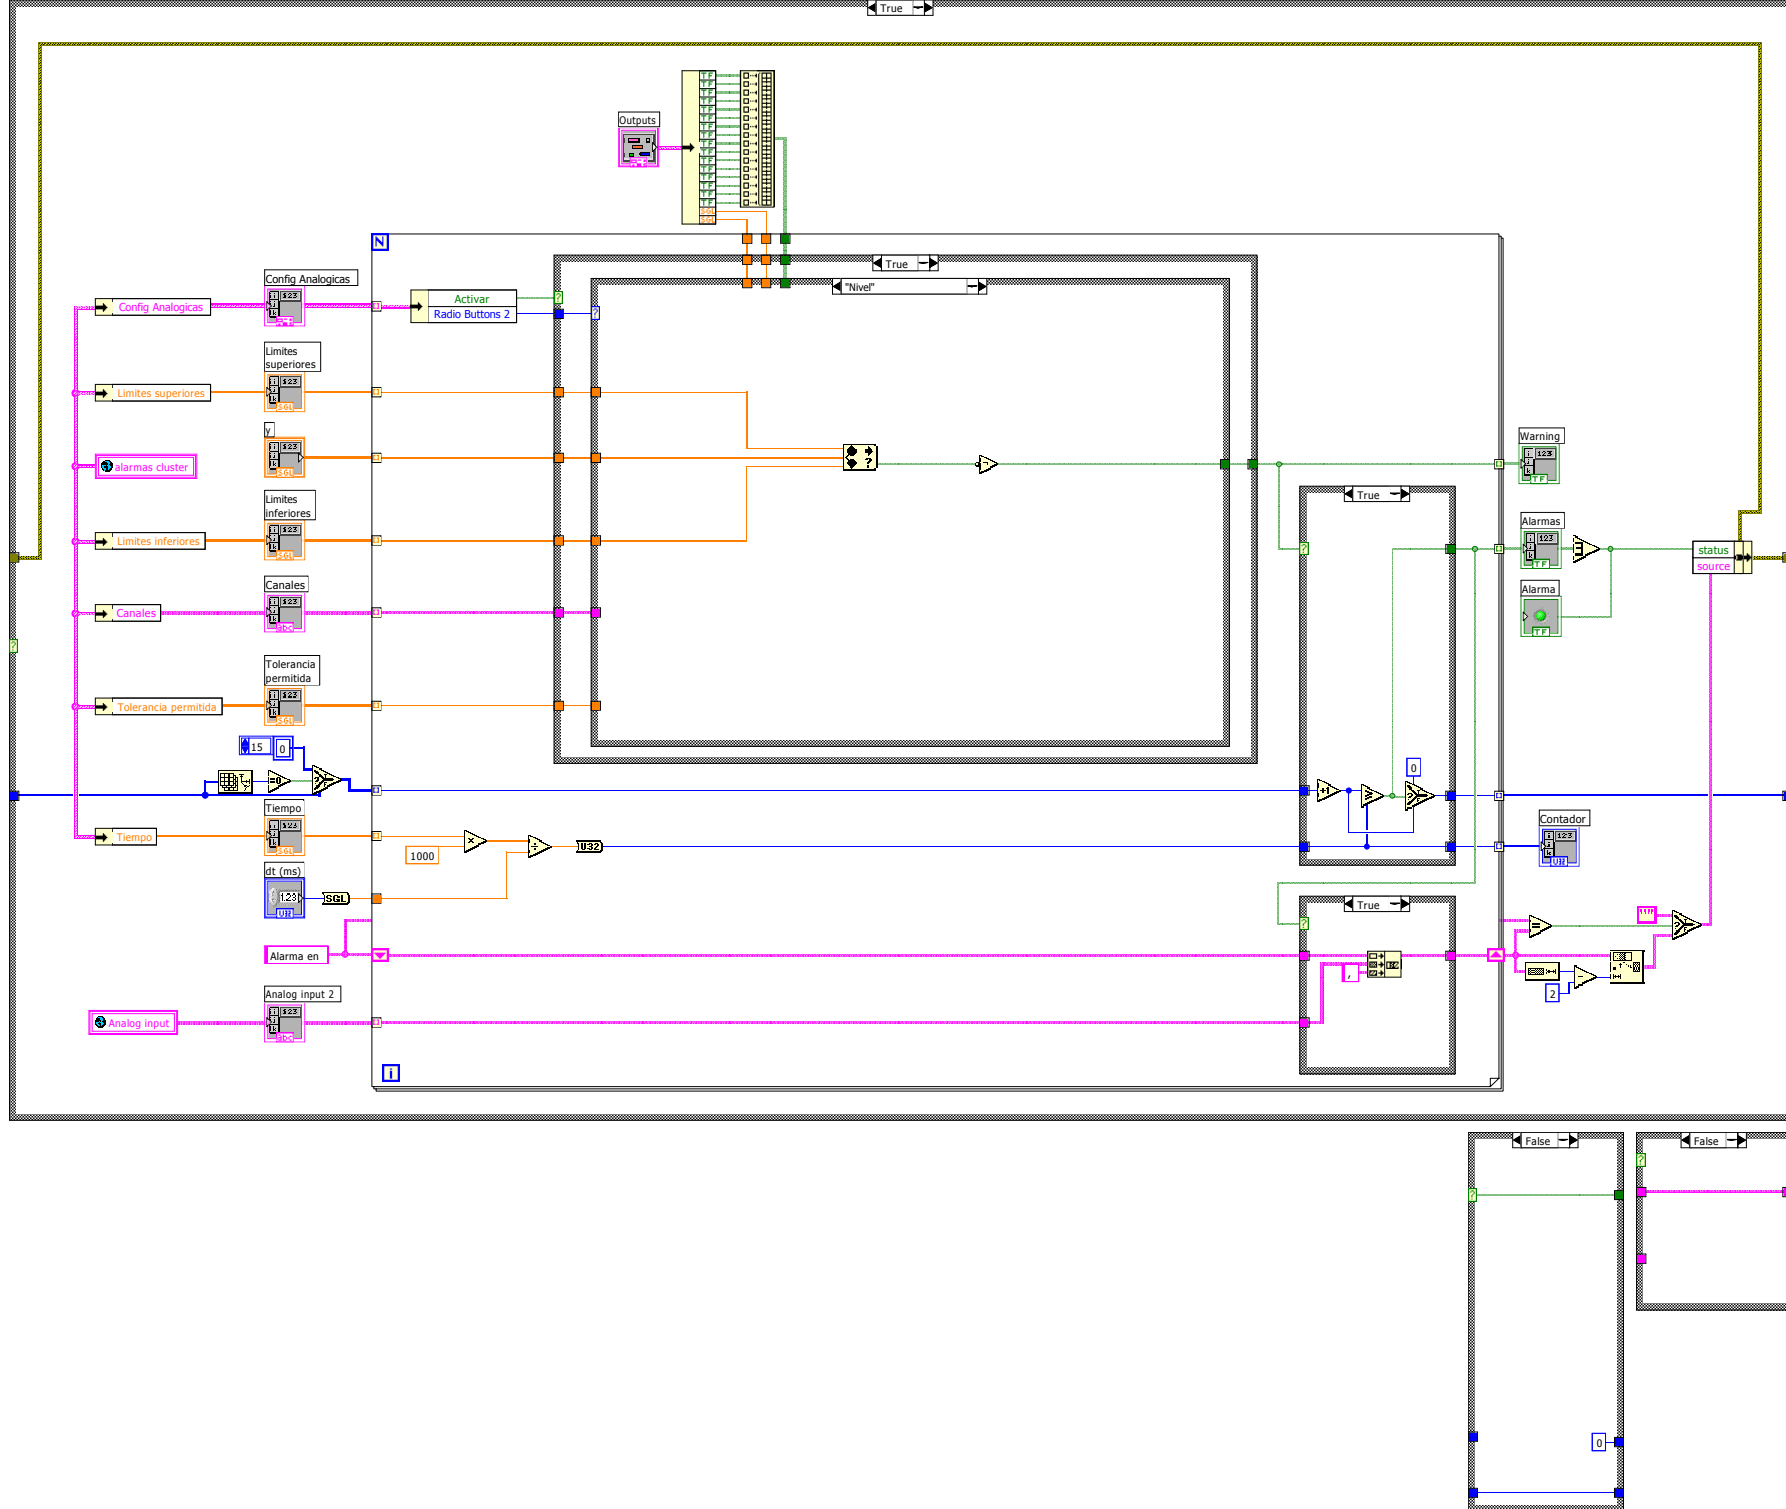 True
Outputs
Config Analogicas
Config Analogicas
Activar
Radio Buttons 2
True
"Nivel"
Limites
superiores
Limites superiores
y
alarmas cluster
Limites
inferiores
Limites inferiores
Canales
Canales
Tolerancia
permitida
Tolerancia permitida
15
0
Tiempo
Tiempo
1000
U32
dt (ms)
1.23
SGL
Alarma en
Analog input 2
Analog input
N
i
True
0
True
,
Warning
Alarmas
Alarma
status
source
Contador
2
False
False
0